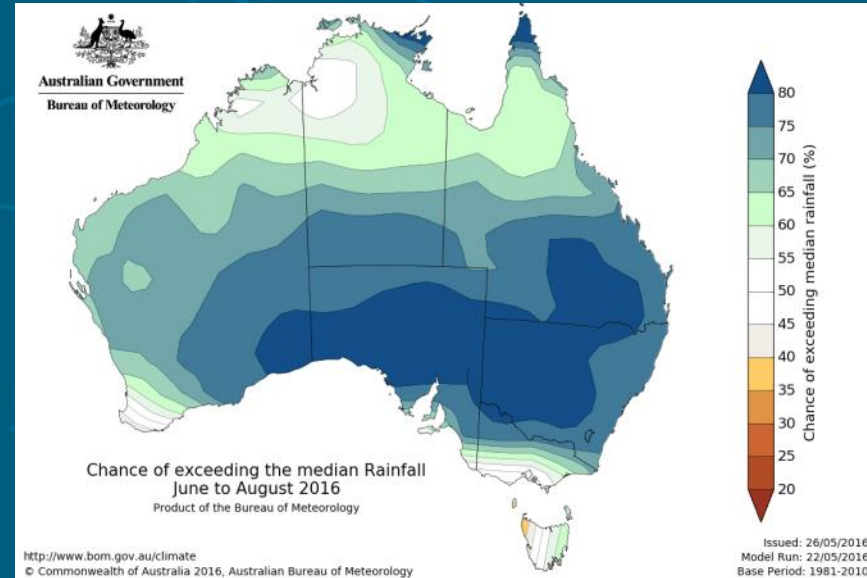 Australian Government
Bureau of Meteorology
80
75
70
65
60
55
50
45
40
35
30
25
20
Chance of exceeding median rainfall (%)
Chance of exceeding the median Rainfall
June to August 2016
Product of the Bureau of Meteorology
http://www.bom.gov.au/climate
© Commonwealth of Australia 2016, Australian Bureau of Meteorology
Issued: 26/05/2016
Model Run: 22/05/2016
Base Period: 1981-2010